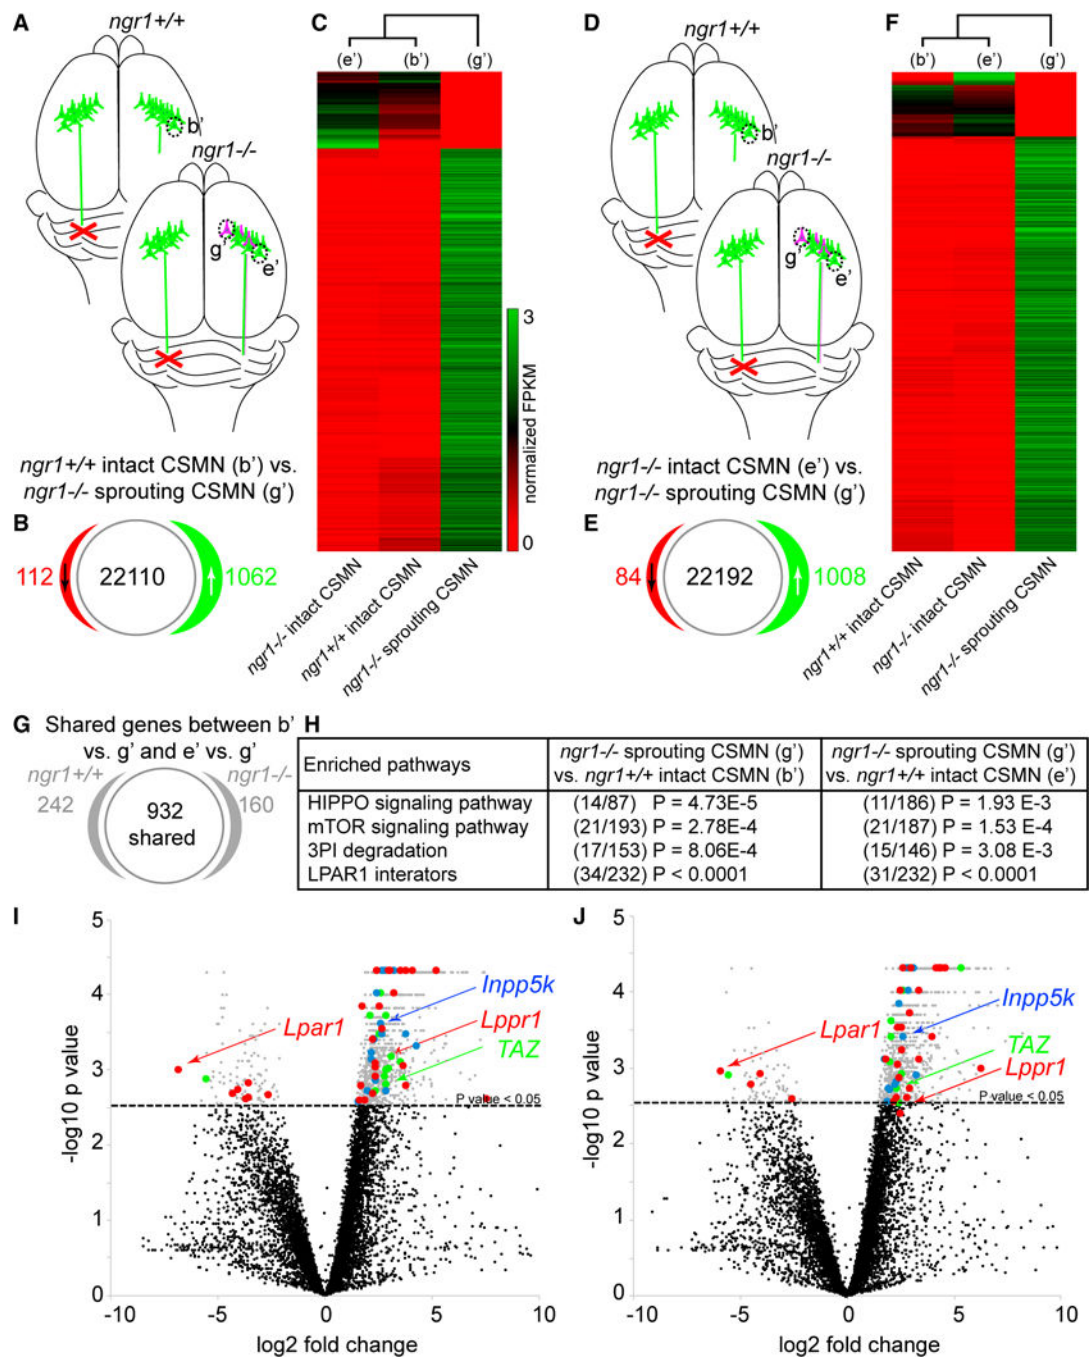 A
ngr1+/+
b'
ngr1-/-
g'
e'
ngr1+/+ intact CSMN (b') vs.
ngr1-/- sprouting CSMN (g')
B
112
22110
1062
C
(e')
(b')
(g')
3
normalized FPKM
0
ngr1-/- intact CSMN
ngr1+/+ intact CSMN
ngr1-/- sprouting CSMN
D
ngr1+/+
b'
ngr1-/-
g'
e'
ngr1-/- intact CSMN (e') vs.
ngr1-/- sprouting CSMN (g')
E
84
22192
1008
F
(b')
(e')
(g')
ngr1+/+ intact CSMN
ngr1-/- intact CSMN
ngr1-/- sprouting CSMN
G
Shared genes between b'
vs. g' and e' vs. g'
ngr1+/+
242
932
shared
ngr1-/-
160
H
Enriched pathways
ngr1-/- sprouting CSMN (g')
vs. ngr1+/+ intact CSMN (b')
ngr1-/- sprouting CSMN (g')
vs. ngr1+/+ intact CSMN (e')
HIPPO signaling pathway (14/87) P = 4.73E-5 (11/186) P = 1.93 E-3
mTOR signaling pathway (21/193) P = 2.78E-4 (21/187) P = 1.53 E-4
3PI degradation (17/153) P = 8.06E-4 (15/146) P = 3.08 E-3
LPAR1 interators (34/232) P < 0.0001 (31/232) P < 0.0001
I
5
4
3
2
1
0
-log10 p value
Inpp5k
Lpar1
Lppr1
TAZ
P value < 0.05
-10
-5
0
5
10
log2 fold change
J
5
4
3
2
1
0
-log10 p value
Inpp5k
Lpar1
TAZ
Lppr1
P value < 0.05
-10
-5
0
5
10
log2 fold change